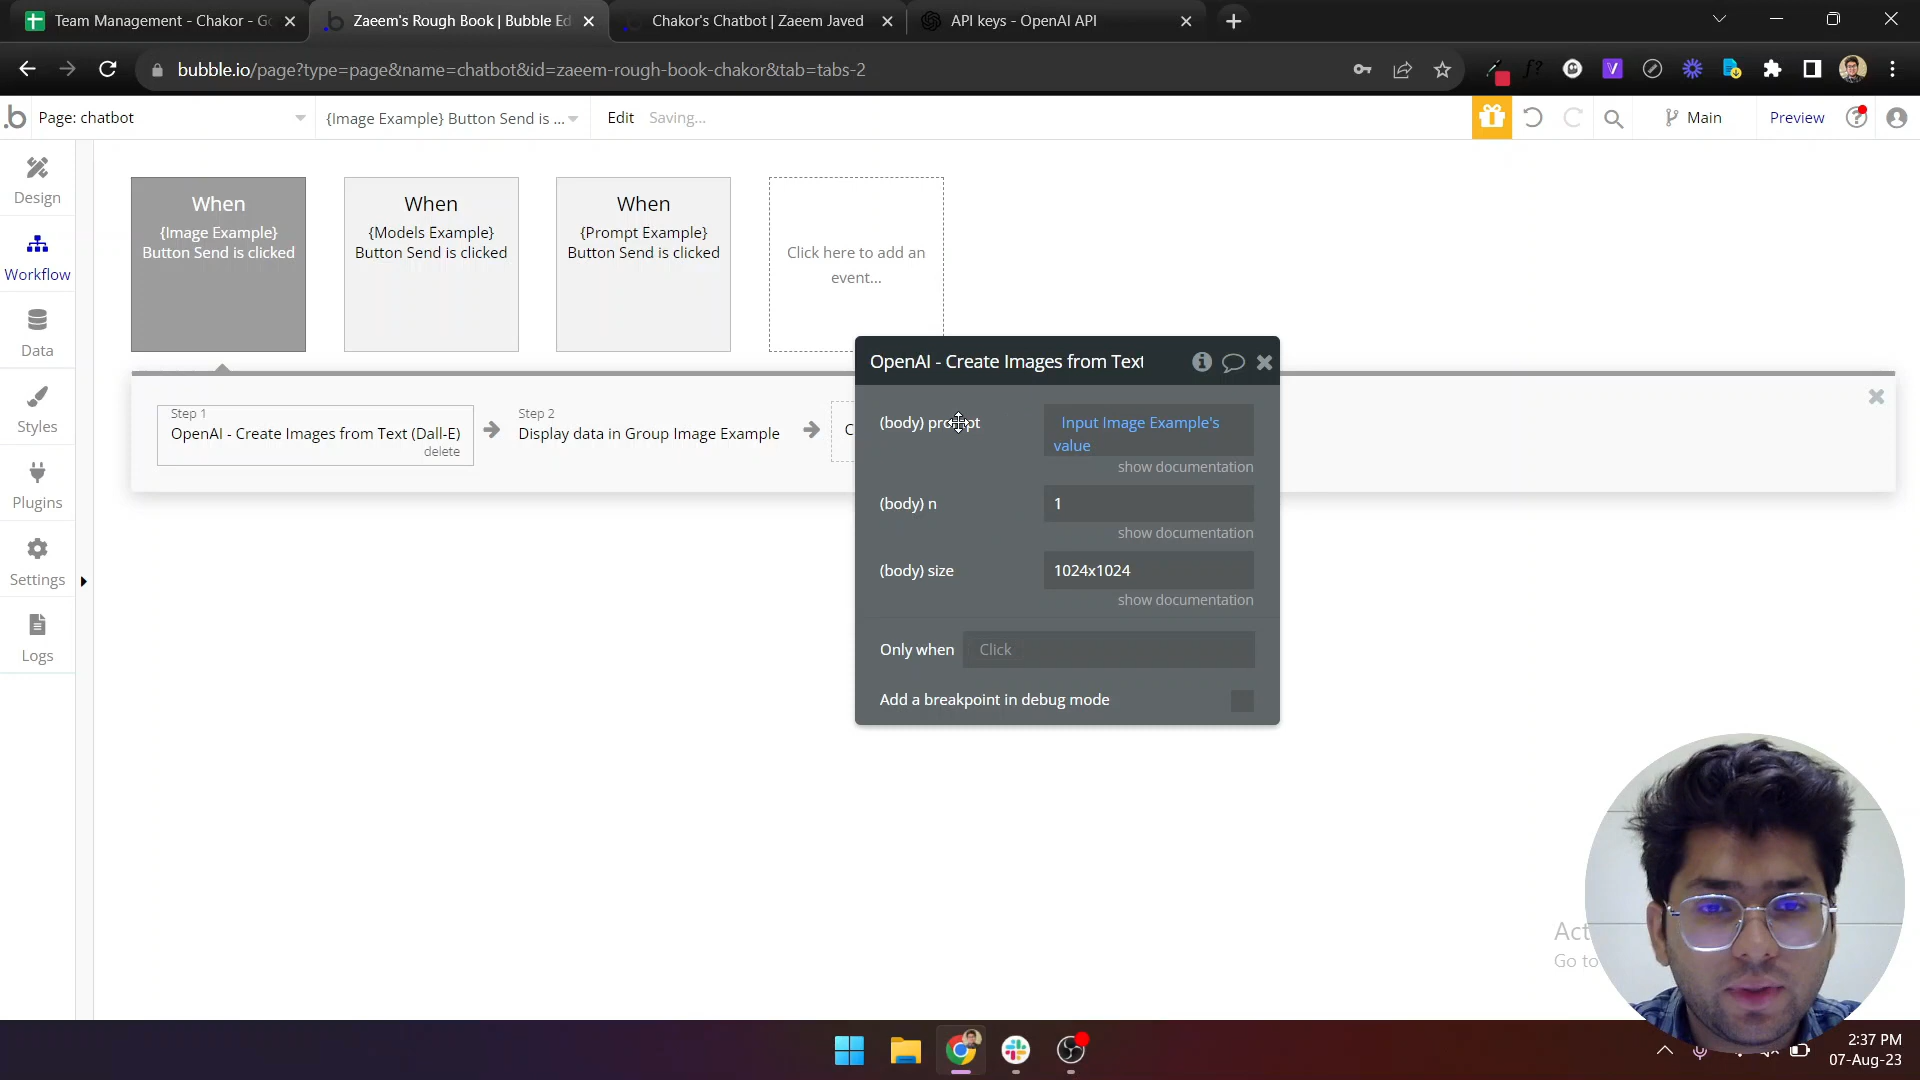 Team Management - Chakor - Go
Zaeem's Rough Book | Bubble Ed
Chakor's Chatbot | Zaeem Javed
API keys - OpenAI API
bubble.io/page?type=page&name=chatbot&id=zaeem-rough-book-chakor&tab=tabs-2
Page: chatbot
{Image Example} Button Send is ...
Edit
Saving...
Main
Preview
Design
Workflow
Data
Styles
Plugins
Settings
Logs
When
{Image Example}
Button Send is clicked
When
{Models Example}
Button Send is clicked
When
{Prompt Example}
Button Send is clicked
Click here to add an
event...
Step 1
OpenAI - Create Images from Text (Dall-E)
delete
Step 2
Display data in Group Image Example
C
OpenAI - Create Images from Text
(body) prompt
Input Image Example's
value
show documentation
(body) n
1
show documentation
(body) size
1024x1024
show documentation
Only when
Click
Add a breakpoint in debug mode
Act
Go to
2:37 PM
07-Aug-23